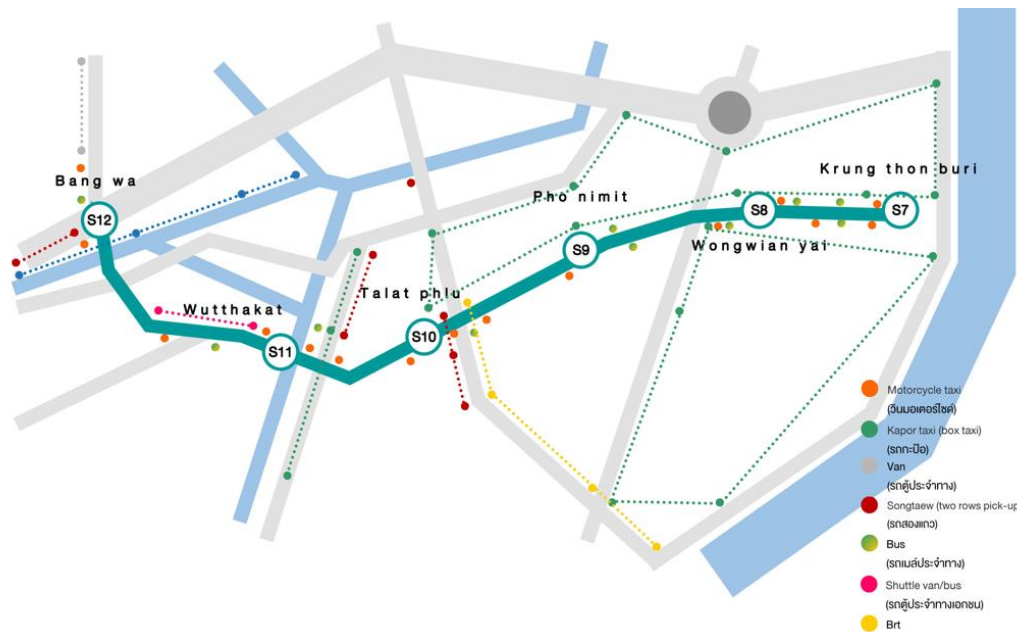 Krung thon buri
Bang wa
Pho nimit
S12
S8
S7
S9
Wongwian yai
Talat phlu
Wutthakat
S10
S11
Motorcycle taxi
(วินมอเตอร์ไซด์)
Kapor taxi (box taxi)
(รถกะป๊อ)
Van
(รถตู้ประจำทาง)
Songtaew (two rows pick-up
(รถสองแถว)
Bus
(รถเมล์ประจำทาง)
Shuttle van/bus
(รถตู้ประจำทางเอกชน)
Brt